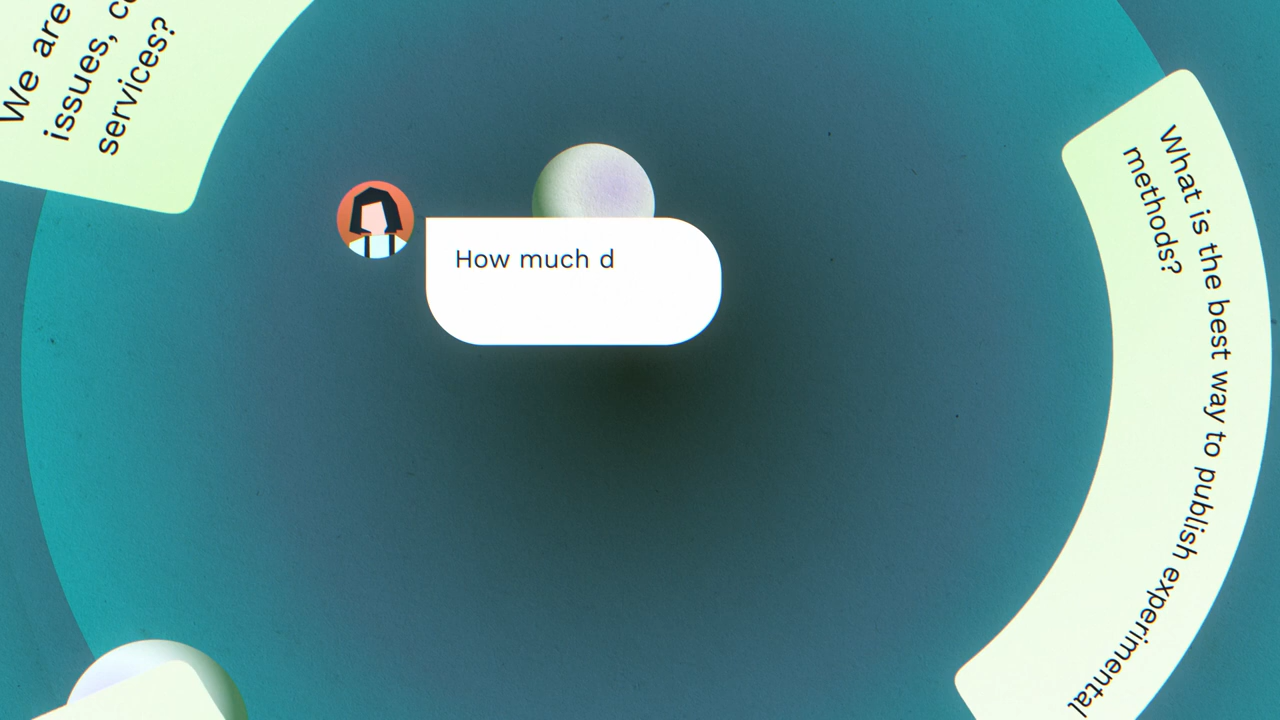 We are
issues,
services?
How much d
What is the best way to publish experimental
methods?